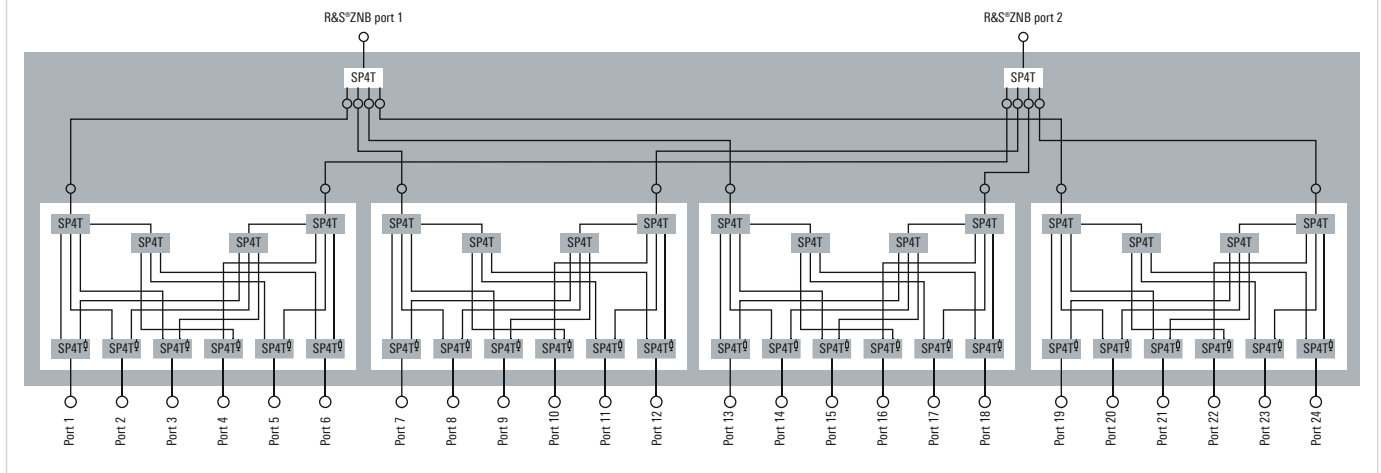 R&S®ZNB port 1
R&S®ZNB port 2
SP4T SP4T
SP4T SP4T SP4T SP4T SP4T SP4T SP4T SP4T
SP4T SP4T SP4T SP4T SP4T SP4T SP4T SP4T
SP4T SP4T SP4T SP4T SP4T SP4T SP4T SP4T SP4T SP4T SP4T SP4T SP4T SP4T SP4T SP4T SP4T SP4T SP4T SP4T SP4T SP4T SP4T SP4T
Port 1
Port 2
Port 3
Port 4
Port 5
Port 6
Port 7
Port 8
Port 9
Port 10
Port 11
Port 12
Port 13
Port 14
Port 15
Port 16
Port 17
Port 18
Port 19
Port 20
Port 21
Port 22
Port 23
Port 24